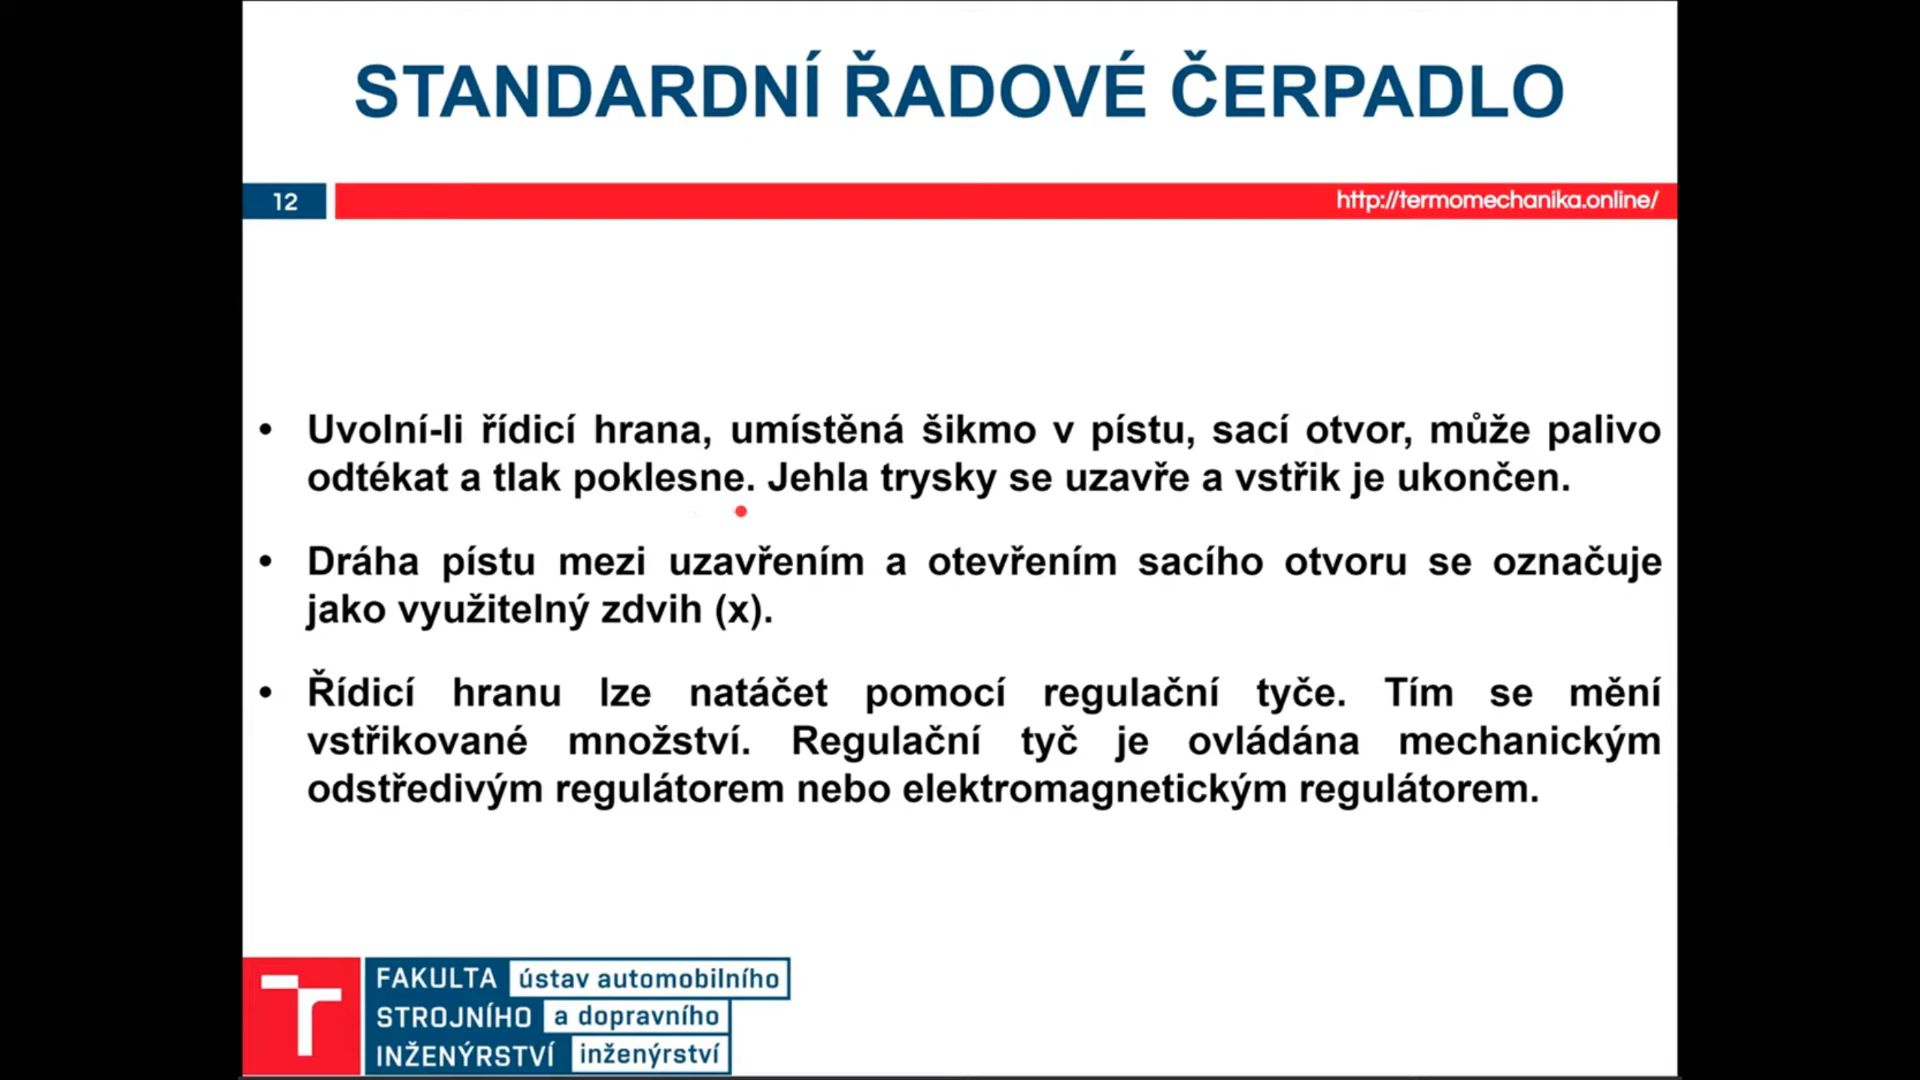 STANDARDNÍ ŘADOVÉ ČERPADLO
12
http://termomechanika.online/
• Uvolní-li řídicí hrana, umístěná šikmo v pístu, sací otvor, může palivo
odtékat a tlak poklesne. Jehla trysky se uzavře a vstřik je ukončen.
• Dráha pístu mezi uzavřením a otevřením sacího otvoru se označuje
jako využitelný zdvih (x).
• Řídicí hranu lze natáčet pomocí regulační tyče. Tím se mění
vstřikované množství. Regulační tyč je ovládána mechanickým
odstředivým regulátorem nebo elektromagnetickým regulátorem.
FAKULTA ústav automobilního
STROJNÍHO a dopravního
INŽENÝRSTVÍ inženýrství